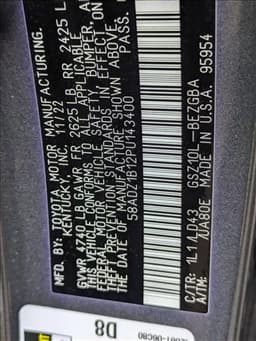 MFD. BY: TOYOTA MOTOR MANUFACTURING,
KENTUCKY, INC. 11/22
GVWR 4740 LB GAWR FR 2625 LB RR 2425 L
THIS VEHICLE CONFORMS TO ALL APPLICABLE
FEDERAL MOTOR VEHICLE SAFETY, BUMPER, AN
THEFT PREVENTION STANDARDS IN EFFECT ON
THE DATE OF MANUFACTURE SHOWN ABOVE.
58ADZ1B12PU143400
C/TR: 1L1/LD43 GSZ10L-BEZGBA
A/TM: /UA80E MADE IN U.S.A. 95954
D8